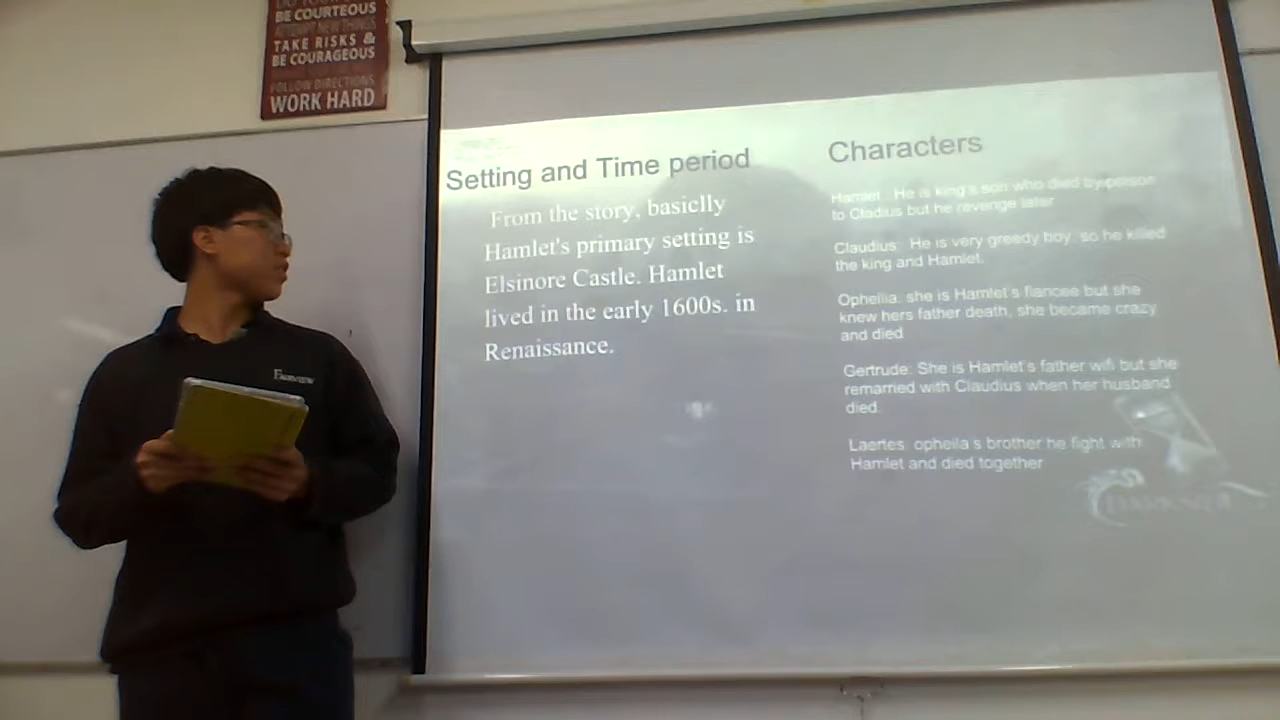 BE COURTEOUS
ATTEMPT NEW THINGS
TAKE RISKS &
BE COURAGEOUS
FOLLOW DIRECTIONS
WORK HARD
FAIRVIEW
Setting and Time period
From the story, basiclly
Hamlet's primary setting is
Elsinore Castle. Hamlet
lived in the early 1600s. in
Renaissance.
Characters
Hamlet : He is king's son who died by poison
to Cladius but he revenge later
Claudius: He is very greedy boy. so he killed
the king and Hamlet.
Ophellia: she is Hamlet's fiancee but she
knew hers father death, she became crazy
and died
Gertrude: She is Hamlet's father wifi but she
remarried with Claudius when her husband
died.
Laertes: opheila s brother he fight with
Hamlet and died together